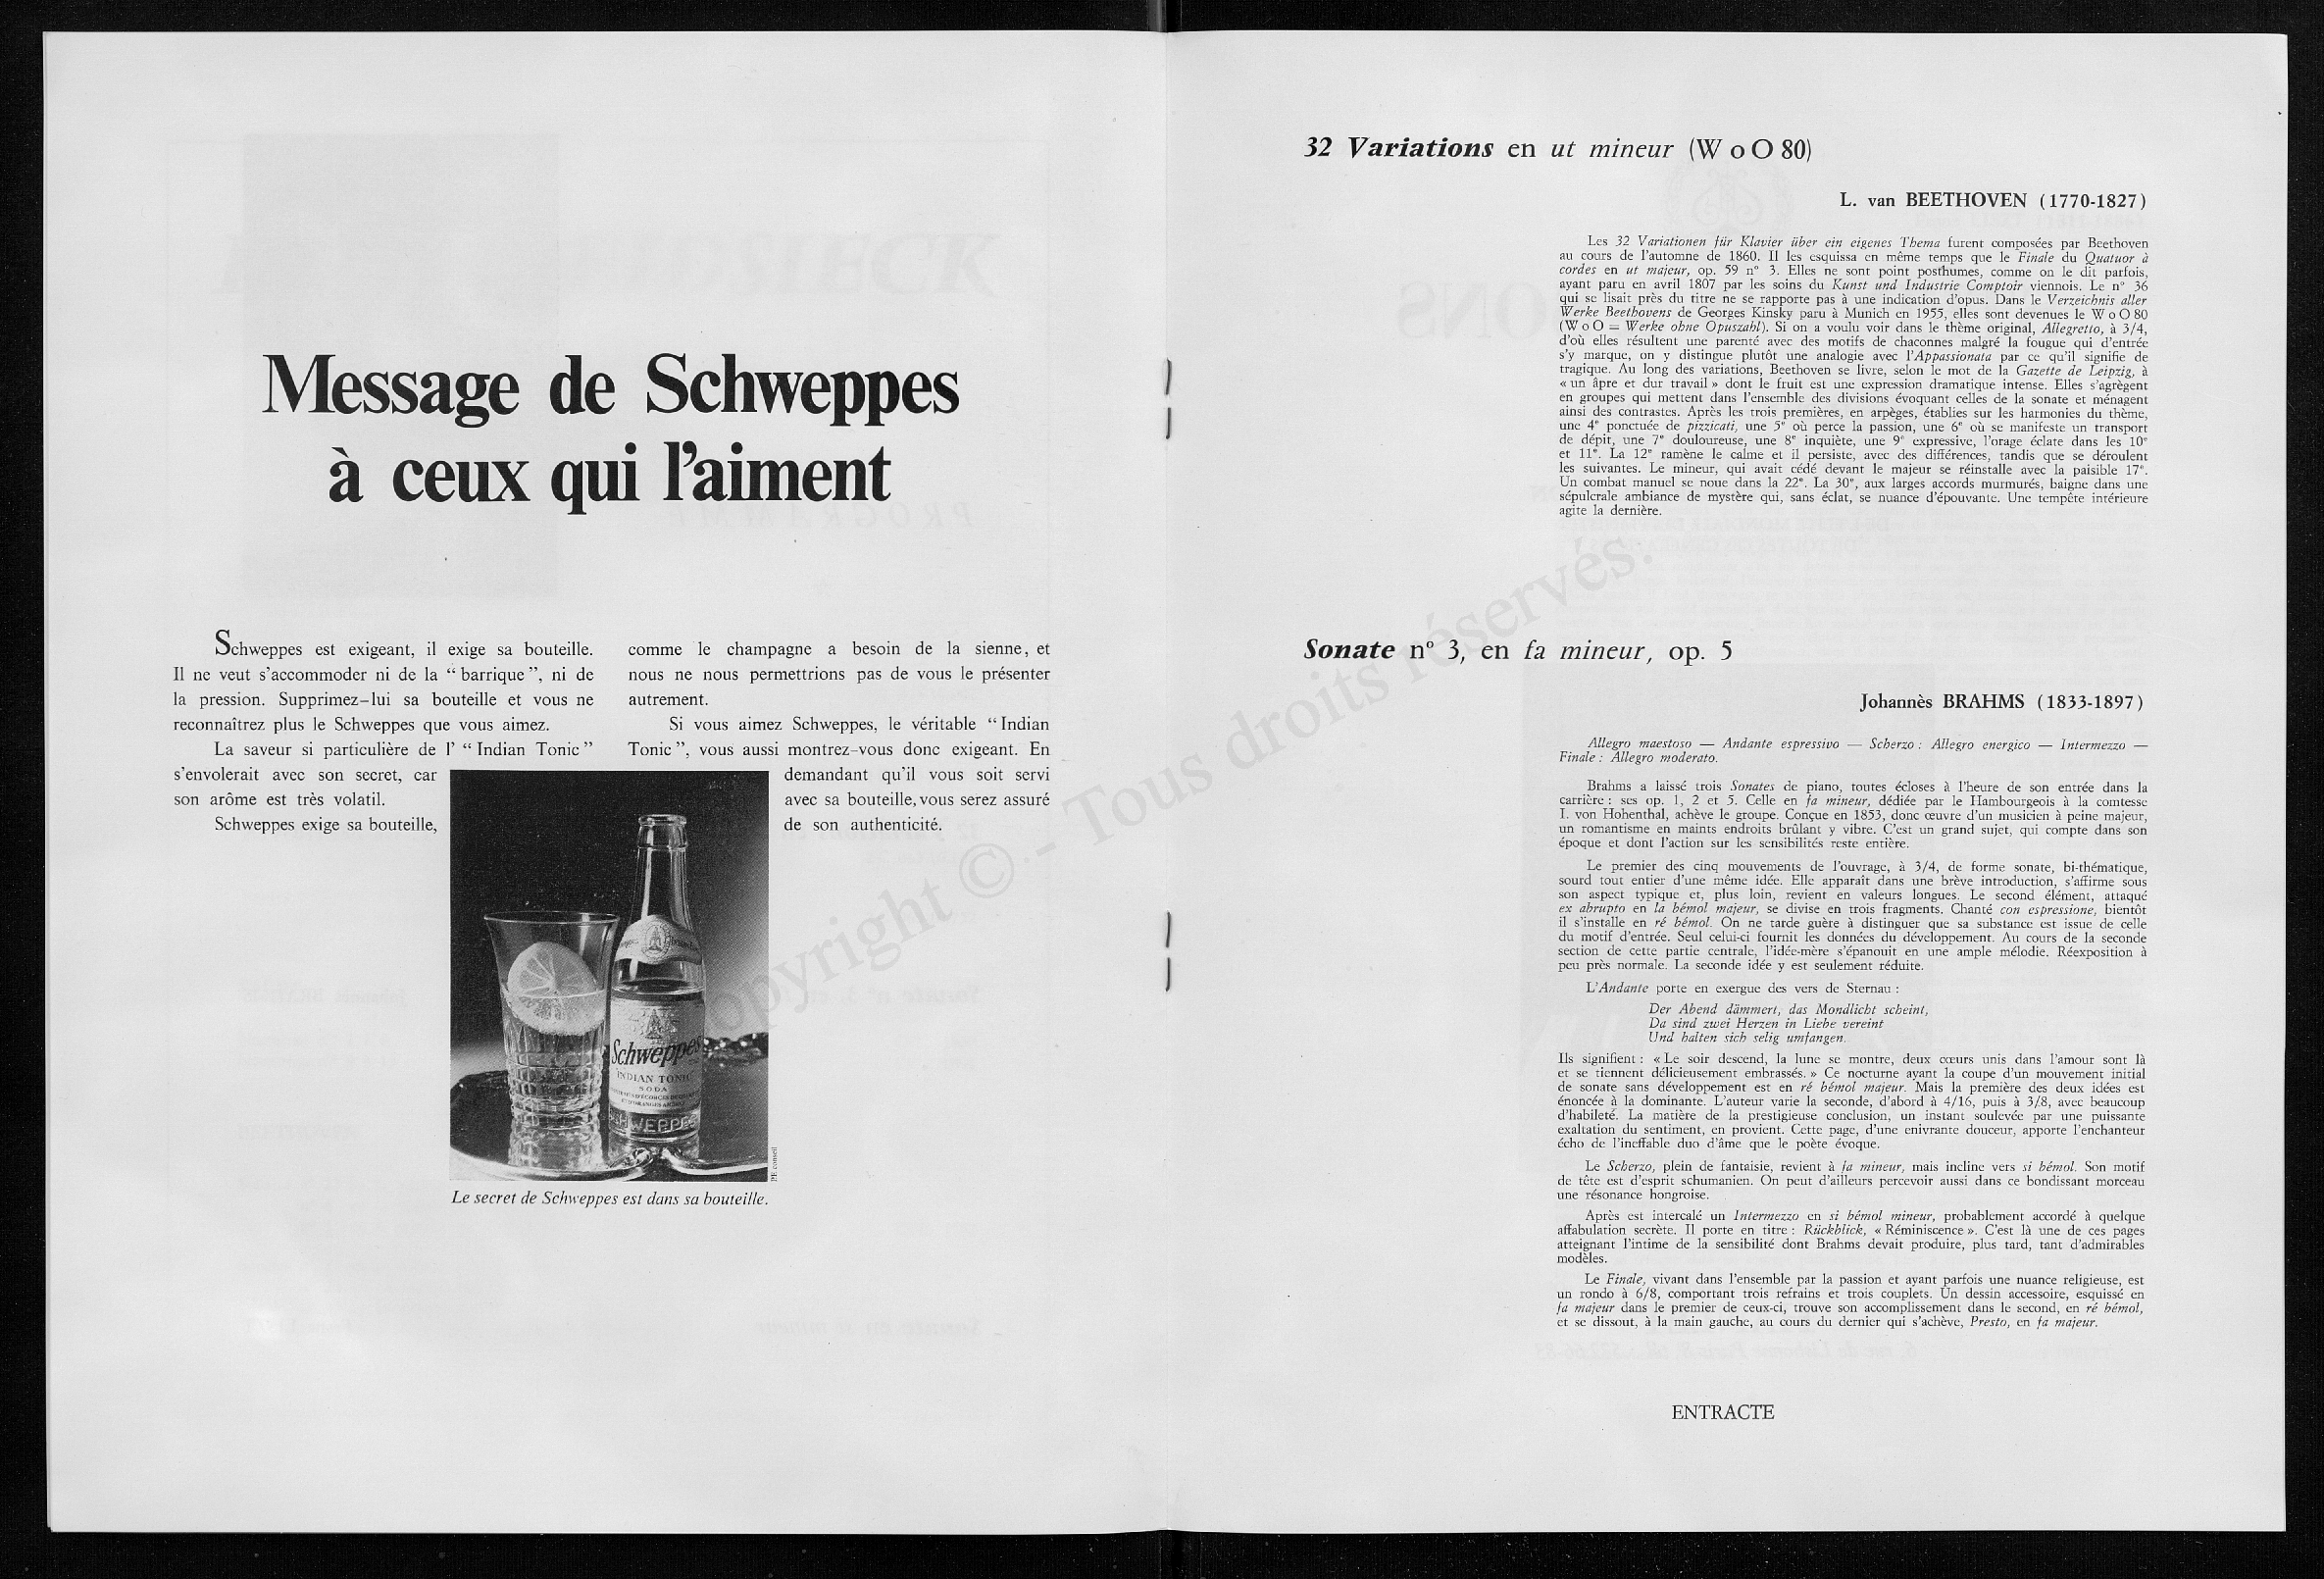 Message de Schweppes
à ceux qui l'aiment
Schweppes est exigeant, il exige sa bouteille.
Il ne veut s'accommoder ni de la “ barrique ”, ni de
la pression. Supprimez-lui sa bouteille et vous ne
reconnaîtrez plus le Schweppes que vous aimez.
La saveur si particulière de l' “ Indian Tonic ”
s'envolerait avec son secret, car
son arôme est très volatil.
Schweppes exige sa bouteille,
comme le champagne a besoin de la sienne, et
nous ne nous permettrions pas de vous le présenter
autrement.
Si vous aimez Schweppes, le véritable “ Indian
Tonic ”, vous aussi montrez-vous donc exigeant. En
demandant qu'il vous soit servi
avec sa bouteille, vous serez assuré
de son authenticité.
Schweppes
INDIAN TONIC
SODA
SCHWEPPES
P.E. conseil
Le secret de Schweppes est dans sa bouteille.
32 Variations en ut mineur (W o O 80)
L. van BEETHOVEN (1770-1827)
Les 32 Variationen für Klavier über ein eigenes Thema furent composées par Beethoven
au cours de l'automne de 1860. Il les esquissa en même temps que le Finale du Quatuor à
cordes en ut majeur, op. 59 n° 3. Elles ne sont point posthumes, comme on le dit parfois,
ayant paru en avril 1807 par les soins du Kunst und Industrie Comptoir viennois. Le n° 36
qui se lisait près du titre ne se rapporte pas à une indication d'opus. Dans le Verzeichnis aller
Werke Beethovens de Georges Kinsky paru à Munich en 1955, elles sont devenues le W o O 80
(W o O = Werke ohne Opuszahl). Si on a voulu voir dans le thème original, Allegretto, à 3/4,
d'où elles résultent une parenté avec des motifs de chaconnes malgré la fougue qui d'entrée
s'y marque, on y distingue plutôt une analogie avec l'Appassionata par ce qu'il signifie de
tragique. Au long des variations, Beethoven se livre, selon le mot de la Gazette de Leipzig, à
« un âpre et dur travail » dont le fruit est une expression dramatique intense. Elles s'agrègent
en groupes qui mettent dans l'ensemble des divisions évoquant celles de la sonate et ménagent
ainsi des contrastes. Après les trois premières, en arpèges, établies sur les harmonies du thème,
une 4e ponctuée de pizzicati, une 5e où perce la passion, une 6e où se manifeste un transport
de dépit, une 7e douloureuse, une 8e inquiète, une 9e expressive, l'orage éclate dans les 10e
et 11e. La 12e ramène le calme et il persiste, avec des différences, tandis que se déroulent
les suivantes. Le mineur, qui avait cédé devant le majeur se réinstalle avec la paisible 17e.
Un combat manuel se noue dans la 22e. La 30e, aux larges accords murmurés, baigne dans une
sépulcrale ambiance de mystère qui, sans éclat, se nuance d'épouvante. Une tempête intérieure
agite la dernière.
Sonate n° 3, en fa mineur, op. 5
Johannès BRAHMS (1833-1897)
Allegro maestoso — Andante espressivo — Scherzo : Allegro energico — Intermezzo —
Finale : Allegro moderato.
Brahms a laissé trois Sonates de piano, toutes écloses à l'heure de son entrée dans la
carrière : ses op. 1, 2 et 5. Celle en fa mineur, dédiée par le Hambourgeois à la comtesse
I. von Hohenthal, achève le groupe. Conçue en 1853, donc œuvre d'un musicien à peine majeur,
un romantisme en maints endroits brûlant y vibre. C'est un grand sujet, qui compte dans son
époque et dont l'action sur les sensibilités reste entière.
Le premier des cinq mouvements de l'ouvrage, à 3/4, de forme sonate, bi-thématique,
sourd tout entier d'une même idée. Elle apparaît dans une brève introduction, s'affirme sous
son aspect typique et, plus loin, revient en valeurs longues. Le second élément, attaqué
ex abrupto en la bémol majeur, se divise en trois fragments. Chanté con espressione, bientôt
il s'installe en ré bémol. On ne tarde guère à distinguer que sa substance est issue de celle
du motif d'entrée. Seul celui-ci fournit les données du développement. Au cours de la seconde
section de cette partie centrale, l'idée-mère s'épanouit en une ample mélodie. Réexposition à
peu près normale. La seconde idée y est seulement réduite.
L'Andante porte en exergue des vers de Sternau :
Der Abend dämmert, das Mondlicht scheint,
Da sind zwei Herzen in Liebe vereint
Und halten sich selig umfangen.
Ils signifient : « Le soir descend, la lune se montre, deux cœurs unis dans l'amour sont là
et se tiennent délicieusement embrassés. » Ce nocturne ayant la coupe d'un mouvement initial
de sonate sans développement est en ré bémol majeur. Mais la première des deux idées est
énoncée à la dominante. L'auteur varie la seconde, d'abord à 4/16, puis à 3/8, avec beaucoup
d'habileté. La matière de la prestigieuse conclusion, un instant soulevée par une puissante
exaltation du sentiment, en provient. Cette page, d'une enivrante douceur, apporte l'enchanteur
écho de l'ineffable duo d'âme que le poète évoque.
Le Scherzo, plein de fantaisie, revient à fa mineur, mais incline vers si bémol. Son motif
de tête est d'esprit schumanien. On peut d'ailleurs percevoir aussi dans ce bondissant morceau
une résonance hongroise.
Après est intercalé un Intermezzo en si bémol mineur, probablement accordé à quelque
affabulation secrète. Il porte en titre : Rückblick, « Réminiscence ». C'est là une de ces pages
atteignant l'intime de la sensibilité dont Brahms devait produire, plus tard, tant d'admirables
modèles.
Le Finale, vivant dans l'ensemble par la passion et ayant parfois une nuance religieuse, est
un rondo à 6/8, comportant trois refrains et trois couplets. Un dessin accessoire, esquissé en
fa majeur dans le premier de ceux-ci, trouve son accomplissement dans le second, en ré bémol,
et se dissout, à la main gauche, au cours du dernier qui s'achève, Presto, en fa majeur.
ENTRACTE
Copyright © - Tous droits réservés.